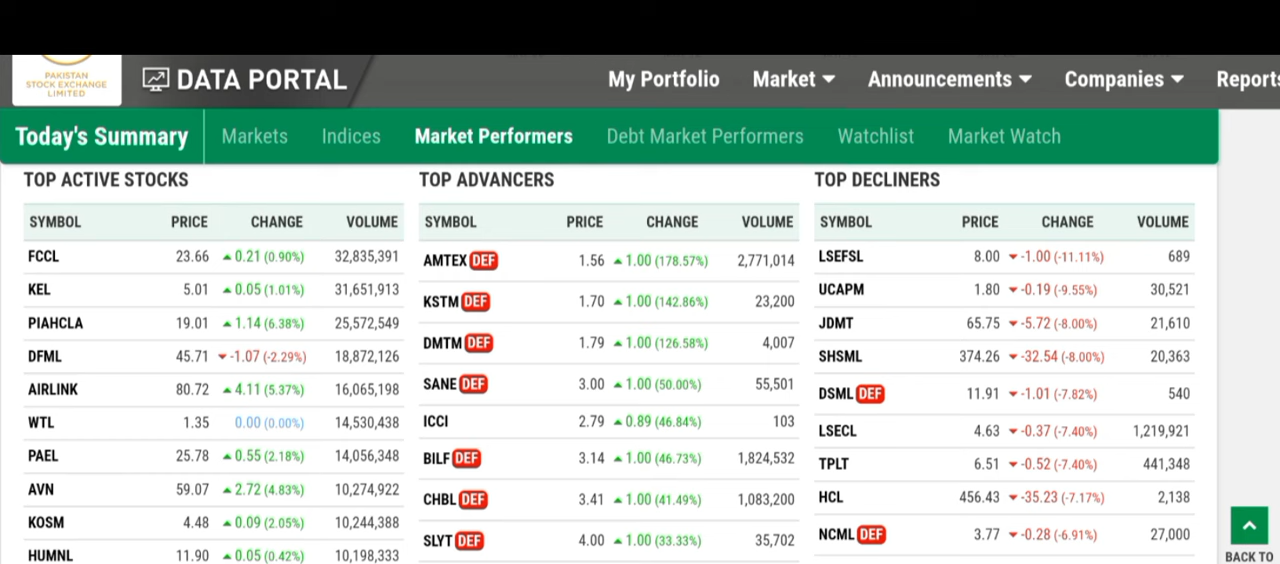 PAKISTAN
STOCK EXCHANGE
LIMITED
DATA PORTAL
My Portfolio Market Announcements Companies Reports
Today's Summary Markets Indices Market Performers Debt Market Performers Watchlist Market Watch
TOP ACTIVE STOCKS
SYMBOL PRICE CHANGE VOLUME
FCCL 23.66 0.21 (0.90%) 32,835,391
KEL 5.01 0.05 (1.01%) 31,651,913
PIAHCLA 19.01 1.14 (6.38%) 25,572,549
DFML 45.71 -1.07 (-2.29%) 18,872,126
AIRLINK 80.72 4.11 (5.37%) 16,065,198
WTL 1.35 0.00 (0.00%) 14,530,438
PAEL 25.78 0.55 (2.18%) 14,056,348
AVN 59.07 2.72 (4.83%) 10,274,922
KOSM 4.48 0.09 (2.05%) 10,244,388
HUMNL 11.90 0.05 (0.42%) 10,198,333
TOP ADVANCERS
SYMBOL PRICE CHANGE VOLUME
AMTEX DEF 1.56 1.00 (178.57%) 2,771,014
KSTM DEF 1.70 1.00 (142.86%) 23,200
DMTM DEF 1.79 1.00 (126.58%) 4,007
SANE DEF 3.00 1.00 (50.00%) 55,501
ICCI 2.79 0.89 (46.84%) 103
BILF DEF 3.14 1.00 (46.73%) 1,824,532
CHBL DEF 3.41 1.00 (41.49%) 1,083,200
SLYT DEF 4.00 1.00 (33.33%) 35,702
TOP DECLINERS
SYMBOL PRICE CHANGE VOLUME
LSEFSL 8.00 -1.00 (-11.11%) 689
UCAPM 1.80 -0.19 (-9.55%) 30,521
JDMT 65.75 -5.72 (-8.00%) 21,610
SHSML 374.26 -32.54 (-8.00%) 20,363
DSML DEF 11.91 -1.01 (-7.82%) 540
LSECL 4.63 -0.37 (-7.40%) 1,219,921
TPLT 6.51 -0.52 (-7.40%) 441,348
HCL 456.43 -35.23 (-7.17%) 2,138
NCML DEF 3.77 -0.28 (-6.91%) 27,000
BACK TO